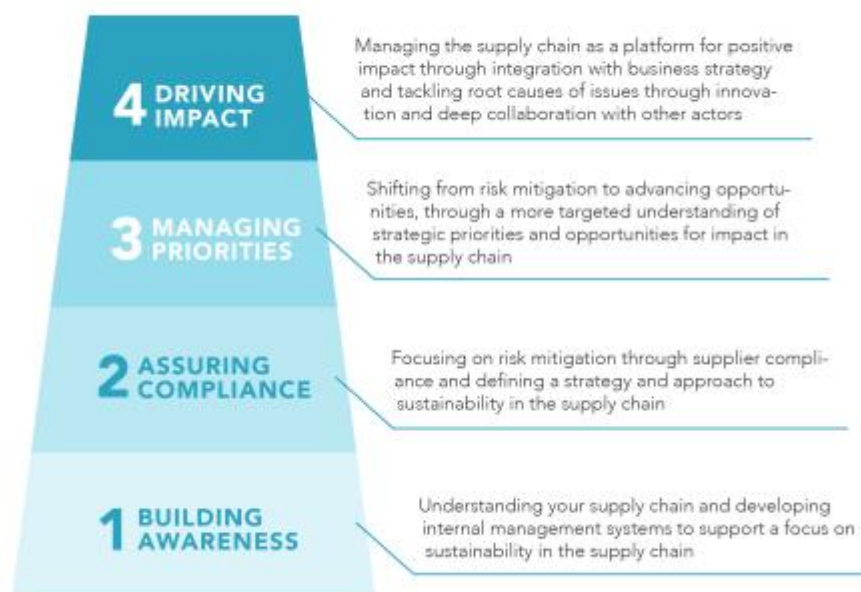 4 DRIVING
IMPACT
Managing the supply chain as a platform for positive
impact through integration with business strategy
and tackling root causes of issues through innova-
tion and deep collaboration with other actors
3 MANAGING
PRIORITIES
Shifting from risk mitigation to advancing opportu-
nities, through a more targeted understanding of
strategic priorities and opportunities for impact in
the supply chain
2 ASSURING
COMPLIANCE
Focusing on risk mitigation through supplier compli-
ance and defining a strategy and approach to
sustainability in the supply chain
1 BUILDING
AWARENESS
Understanding your supply chain and developing
internal management systems to support a focus on
sustainability in the supply chain